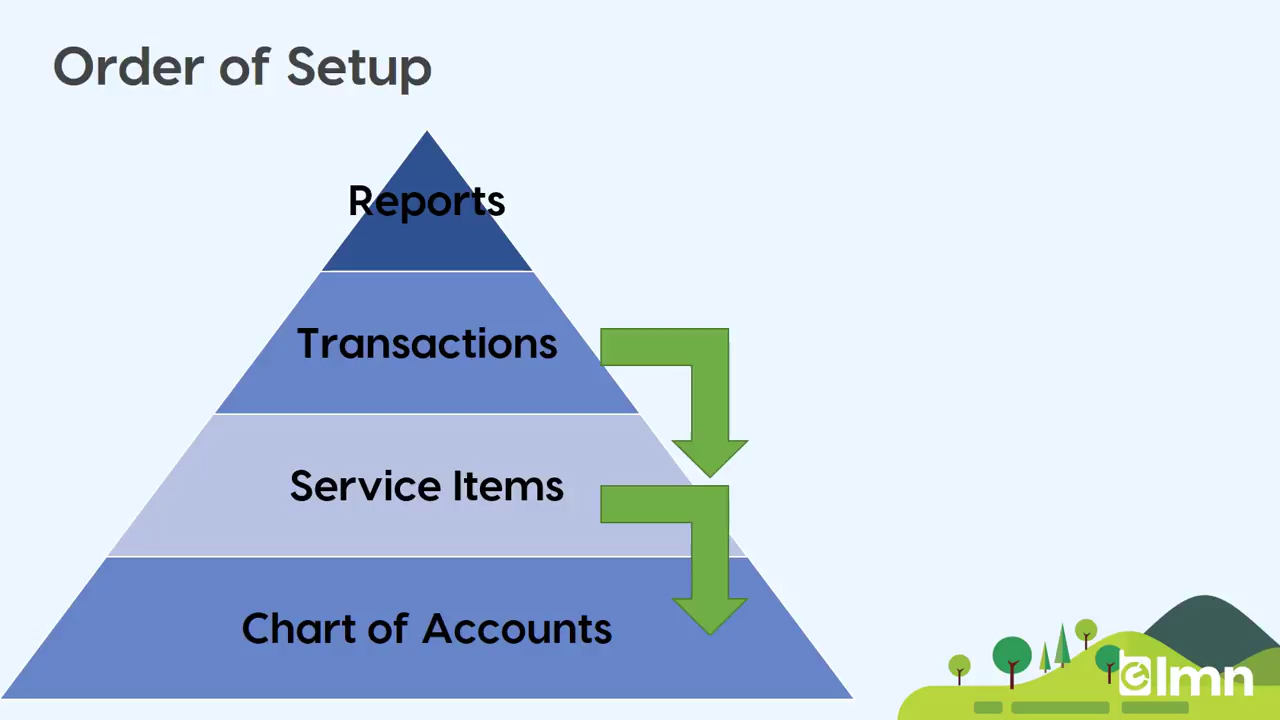 Order of Setup
Reports
Transactions
Service Items
Chart of Accounts
lmn